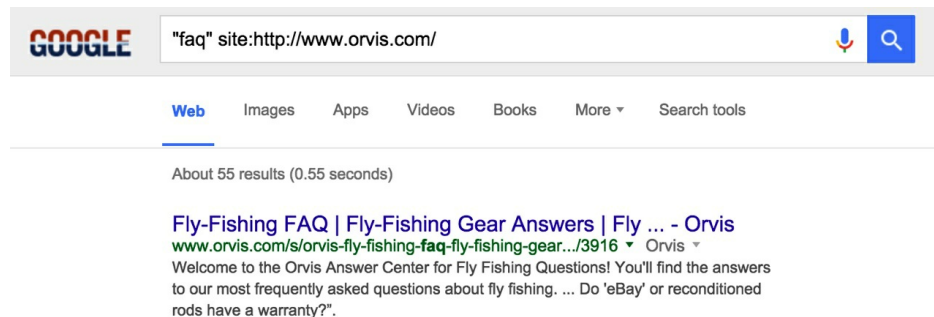 GOOGLE
"faq" site:http://www.orvis.com/
Web Images Apps Videos Books More Search tools
About 55 results (0.55 seconds)
Fly-Fishing FAQ | Fly-Fishing Gear Answers | Fly ... - Orvis
www.orvis.com/s/orvis-fly-fishing-faq-fly-fishing-gear.../3916 Orvis
Welcome to the Orvis Answer Center for Fly Fishing Questions! You'll find the answers
to our most frequently asked questions about fly fishing. ... Do 'eBay' or reconditioned
rods have a warranty?".